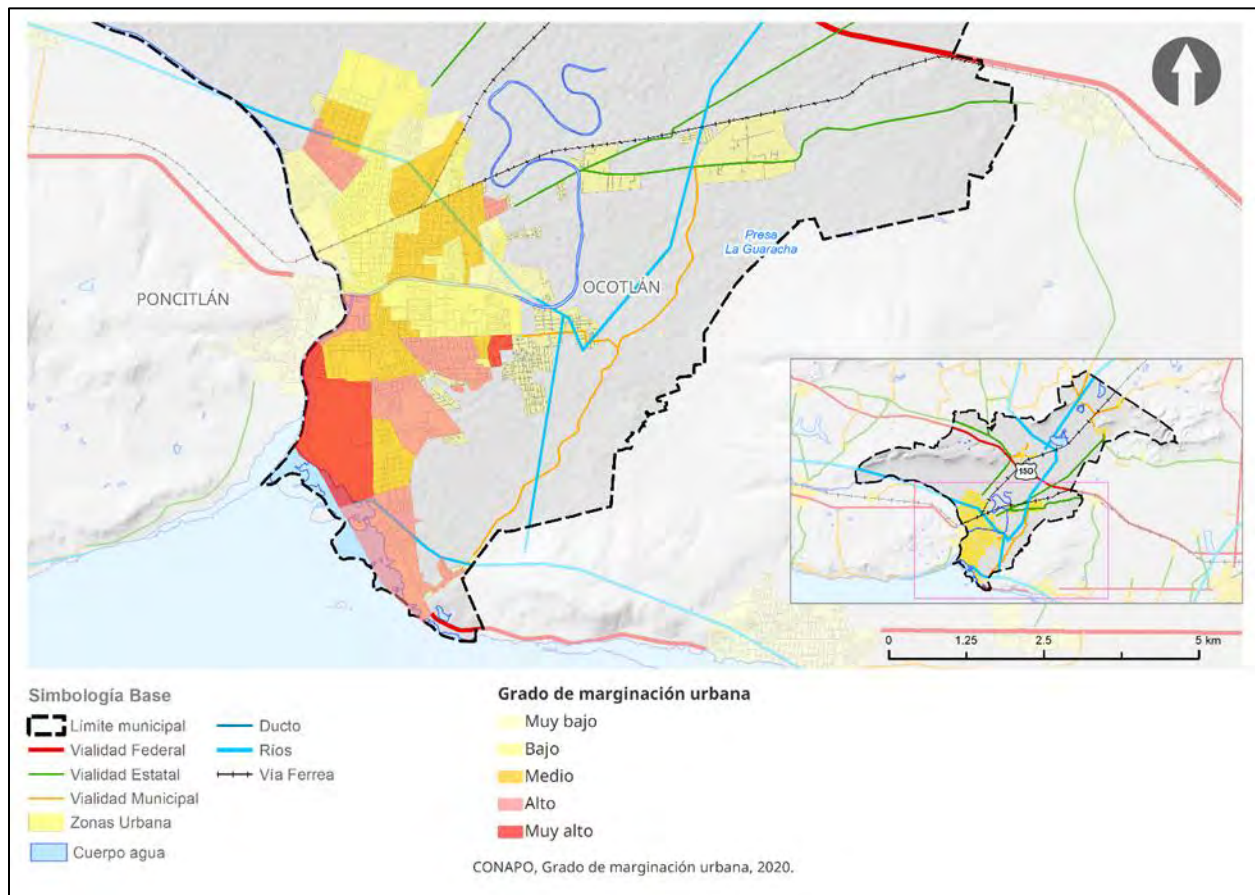 Presa
La Guaracha
PONCITLÁN
OCOTLÁN
150
0 1.25 2.5 5 km
Simbología Base
Límite municipal
Vialidad Federal
Vialidad Estatal
Vialidad Municipal
Zonas Urbana
Cuerpo agua
Ducto
Ríos
Vía Ferrea
Grado de marginación urbana
Muy bajo
Bajo
Medio
Alto
Muy alto
CONAPO, Grado de marginación urbana, 2020.